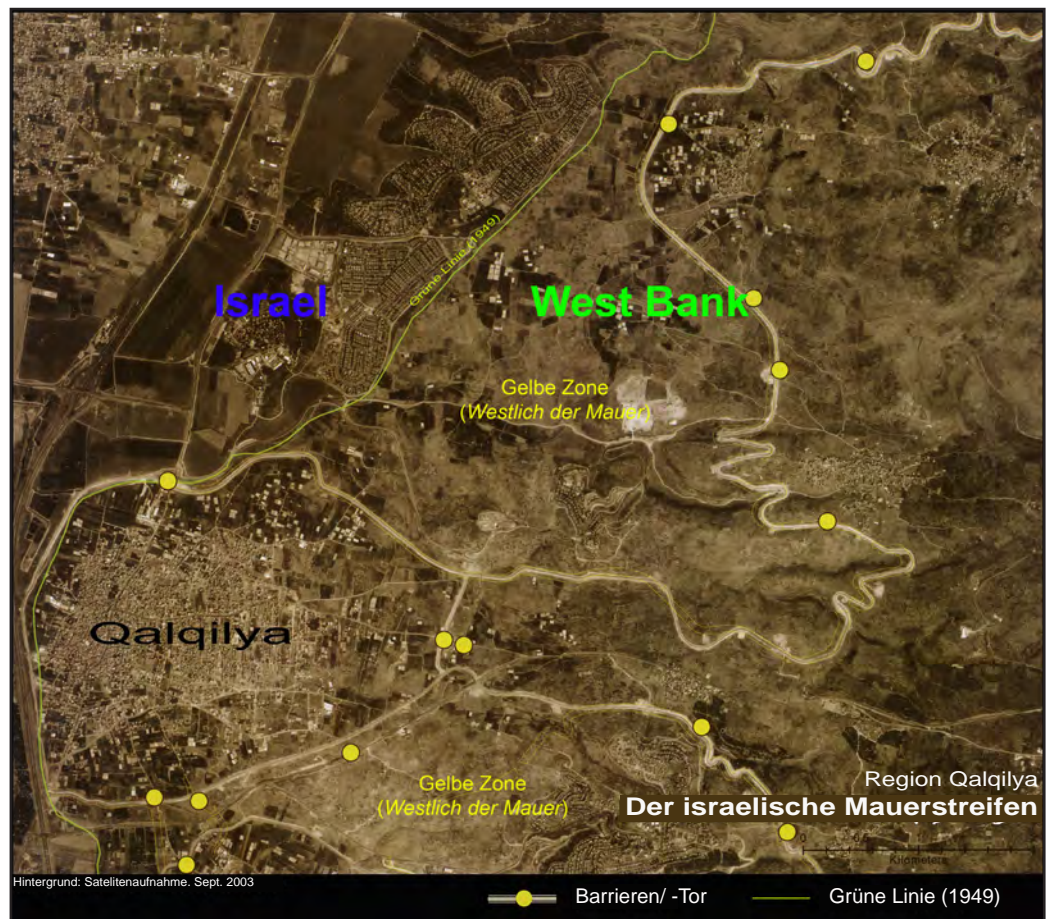 Grüne Linie (1949)
Israel
West Bank
Gelbe Zone
(Westlich der Mauer)
Qalqilya
Gelbe Zone
(Westlich der Mauer)
Region Qalqilya
Der israelische Mauerstreifen
Kilometers
Hintergrund: Satelitenaufnahme. Sept. 2003
Barrieren/ -Tor
Grüne Linie (1949)